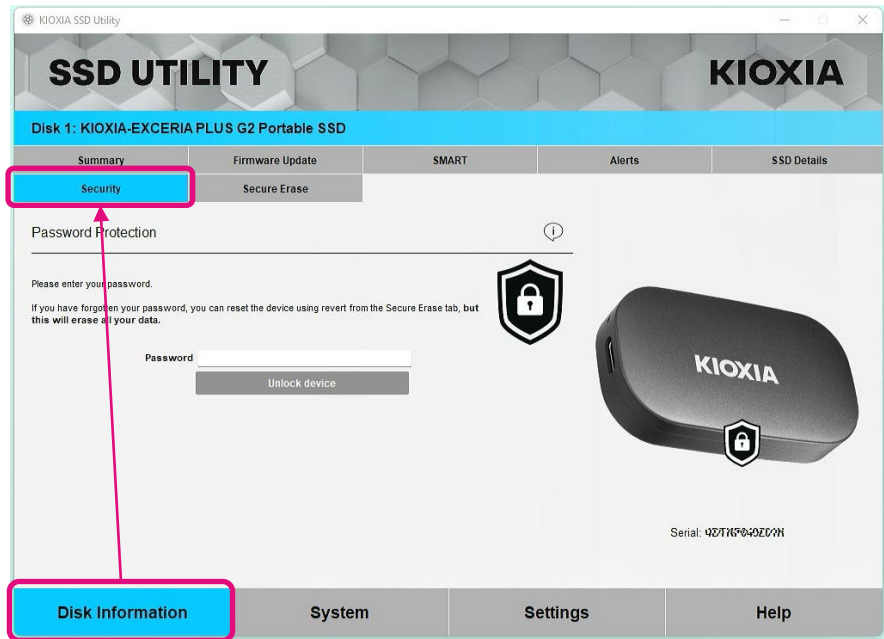 KIOXIA SSD Utility
SSD UTILITY
KIOXIA
Disk 1: KIOXIA-EXCERIA PLUS G2 Portable SSD
Summary Firmware Update SMART Alerts SSD Details
Security Secure Erase
Password Protection
Please enter your password.
If you have forgotten your password, you can reset the device using revert from the Secure Erase tab, but
this will erase all your data.
Password
Unlock device
KIOXIA
Serial:
Disk Information System Settings Help